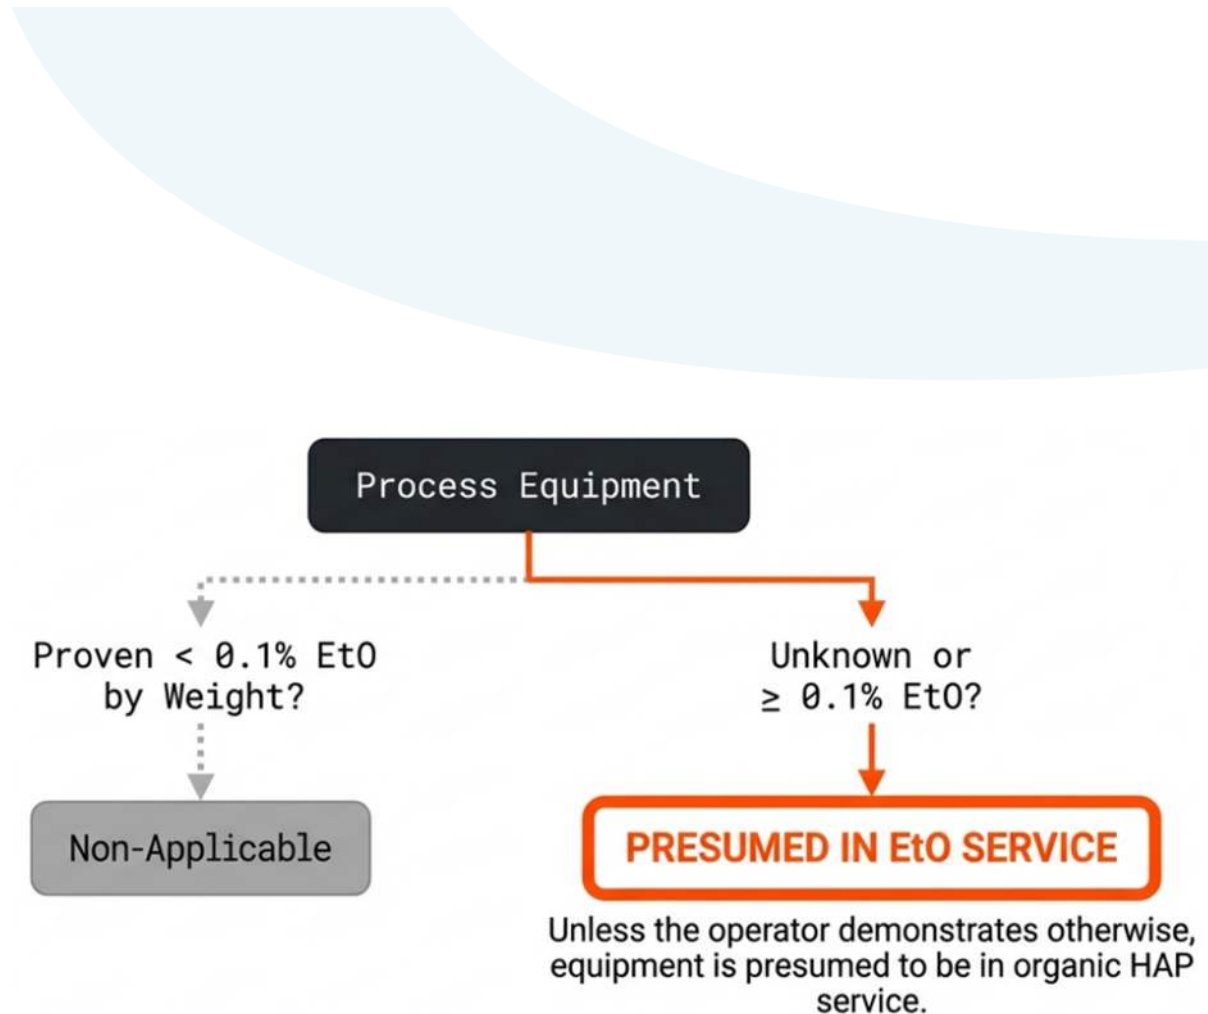 Process Equipment
Proven < 0.1% EtO
by Weight?
Unknown or
≥ 0.1% EtO?
Non-Applicable
PRESUMED IN EtO SERVICE
Unless the operator demonstrates otherwise,
equipment is presumed to be in organic HAP
service.